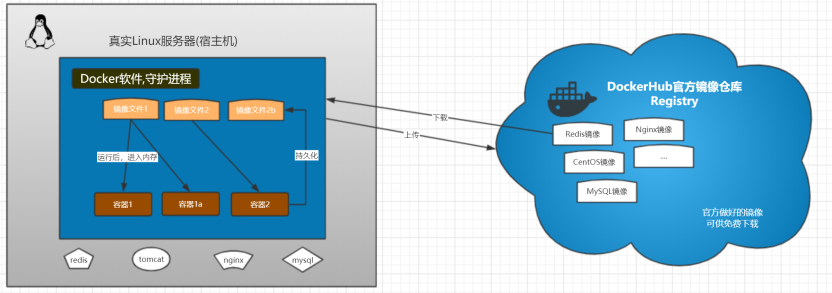 真实Linux服务器(宿主机)
Docker软件,守护进程
镜像文件1
镜像文件2
镜像文件2b
运行后，进入内存
持久化
容器1
容器1a
容器2
redis
tomcat
nginx
mysql
下载
上传
DockerHub官方镜像仓库
Registry
Redis镜像
Nginx镜像
CentOS镜像
....
MySQL镜像
官方做好的镜像
可供免费下载